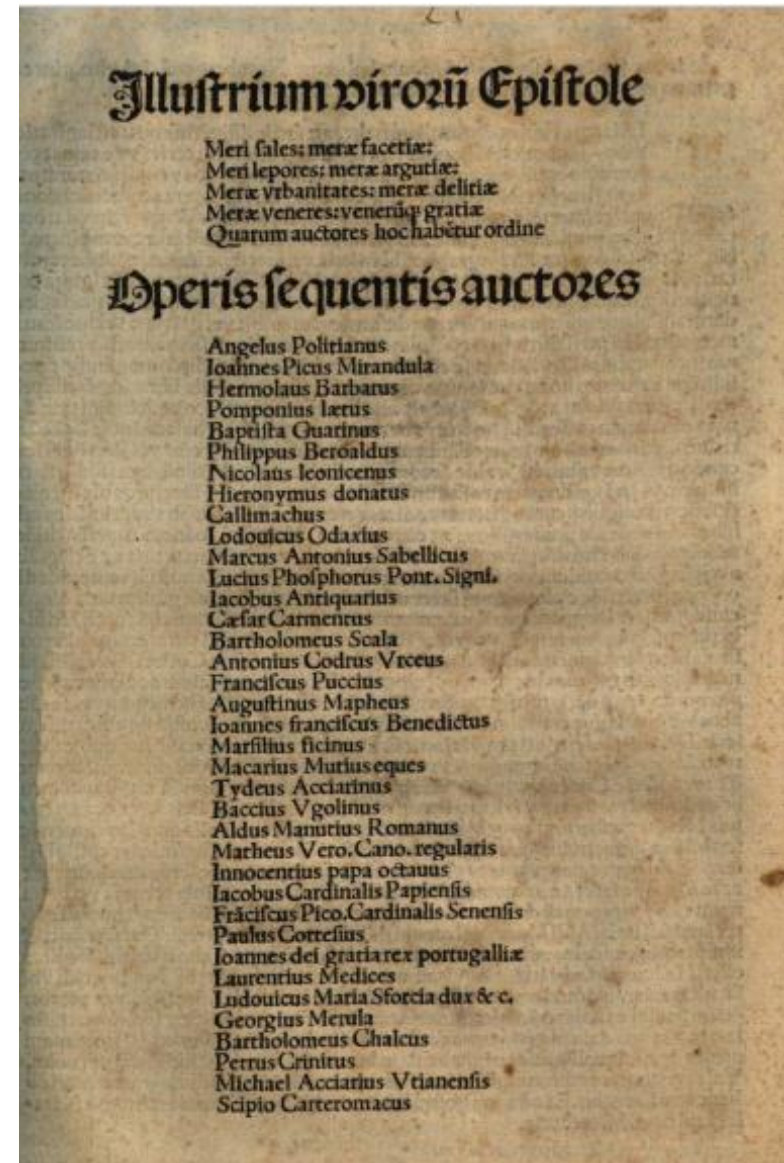 Illuſtrium viroꝛū Epiſtole
Meri ſales: meræ facetiæ:
Meri lepores: meræ argutiæ:
Meræ vrbanitates: meræ delitiæ
Meræ veneres: venerūq; gratiæ
Quarum auctores hoc habētur ordine
Operis ſequentis auctoꝛes
Angelus Politianus
Ioahnes Picus Mirandula
Hermolaus Barbarus
Pomponius lætus
Baptiſta Guarinus
Philippus Beroaldus
Nicolaus leonicenus
Hieronymus donatus
Callimachus
Lodouicus Odaxius
Marcus Antonius Sabellicus
Lucius Phoſphorus Pont. Signi.
Iacobus Antiquarius
Cæſar Carmentus
Bartholomeus Scala
Antonius Codrus Vrceus
Franciſcus Puccius
Auguſtinus Mapheus
Ioannes franciſcus Benedictus
Marſilius ficinus
Macarius Mutius eques
Tydeus Acciarinus
Baccius Vgolinus
Aldus Manutius Romanus
Matheus Vero. Cano. regularis
Innocentius papa octauus
Iacobus Cardinalis Papienſis
Frāciſcus Pico. Cardinalis Senenſis
Paulus Corteſius
Ioannes dei gratia rex portugalliæ
Laurentius Medices
Ludouicus Maria Sforcia dux & c.
Georgius Merula
Bartholomeus Chalcus
Petrus Crinitus
Michael Acciarius Vtianenſis
Scipio Carteromacus